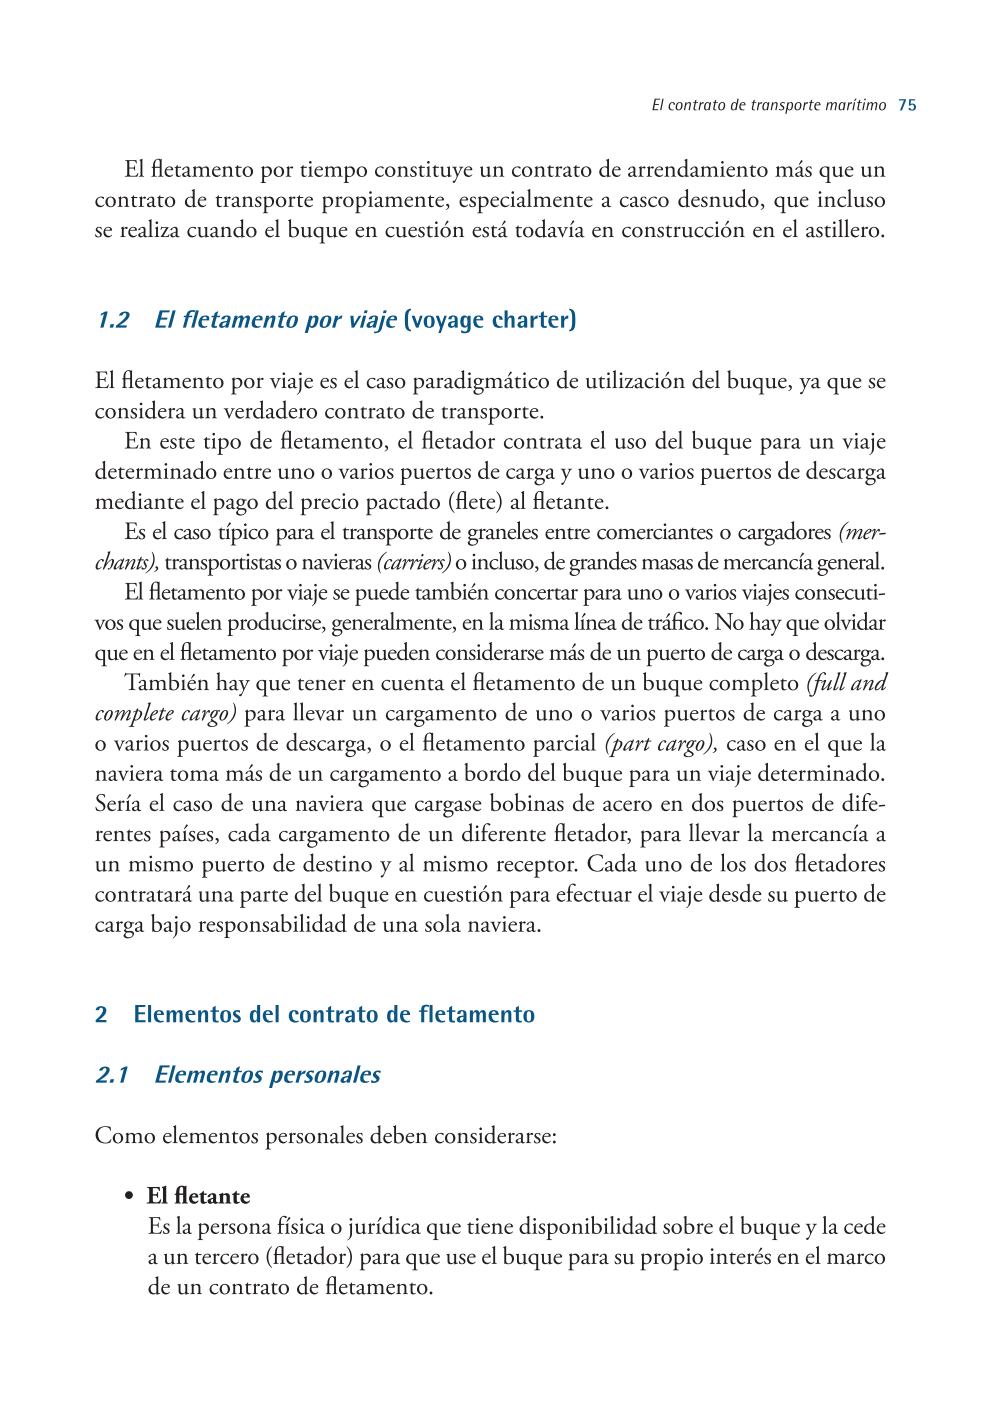 El contrato de transporte marítimo 75
El fletamento por tiempo constituye un contrato de arrendamiento más que un
contrato de transporte propiamente, especialmente a casco desnudo, que incluso
se realiza cuando el buque en cuestión está todavía en construcción en el astillero.
1.2 El fletamento por viaje (voyage charter)
El fletamento por viaje es el caso paradigmático de utilización del buque, ya que se
considera un verdadero contrato de transporte.
En este tipo de fletamento, el fletador contrata el uso del buque para un viaje
determinado entre uno o varios puertos de carga y uno o varios puertos de descarga
mediante el pago del precio pactado (flete) al fletante.
Es el caso típico para el transporte de graneles entre comerciantes o cargadores (mer-
chants), transportistas o navieras (carriers) o incluso, de grandes masas de mercancía general.
El fletamento por viaje se puede también concertar para uno o varios viajes consecuti-
vos que suelen producirse, generalmente, en la misma línea de tráfico. No hay que olvidar
que en el fletamento por viaje pueden considerarse más de un puerto de carga o descarga.
También hay que tener en cuenta el fletamento de un buque completo (full and
complete cargo) para llevar un cargamento de uno o varios puertos de carga a uno
o varios puertos de descarga, o el fletamento parcial (part cargo), caso en el que la
naviera toma más de un cargamento a bordo del buque para un viaje determinado.
Sería el caso de una naviera que cargase bobinas de acero en dos puertos de dife-
rentes países, cada cargamento de un diferente fletador, para llevar la mercancía a
un mismo puerto de destino y al mismo receptor. Cada uno de los dos fletadores
contratará una parte del buque en cuestión para efectuar el viaje desde su puerto de
carga bajo responsabilidad de una sola naviera.
2 Elementos del contrato de fletamento
2.1 Elementos personales
Como elementos personales deben considerarse:
• El fletante
Es la persona física o jurídica que tiene disponibilidad sobre el buque y la cede
a un tercero (fletador) para que use el buque para su propio interés en el marco
de un contrato de fletamento.